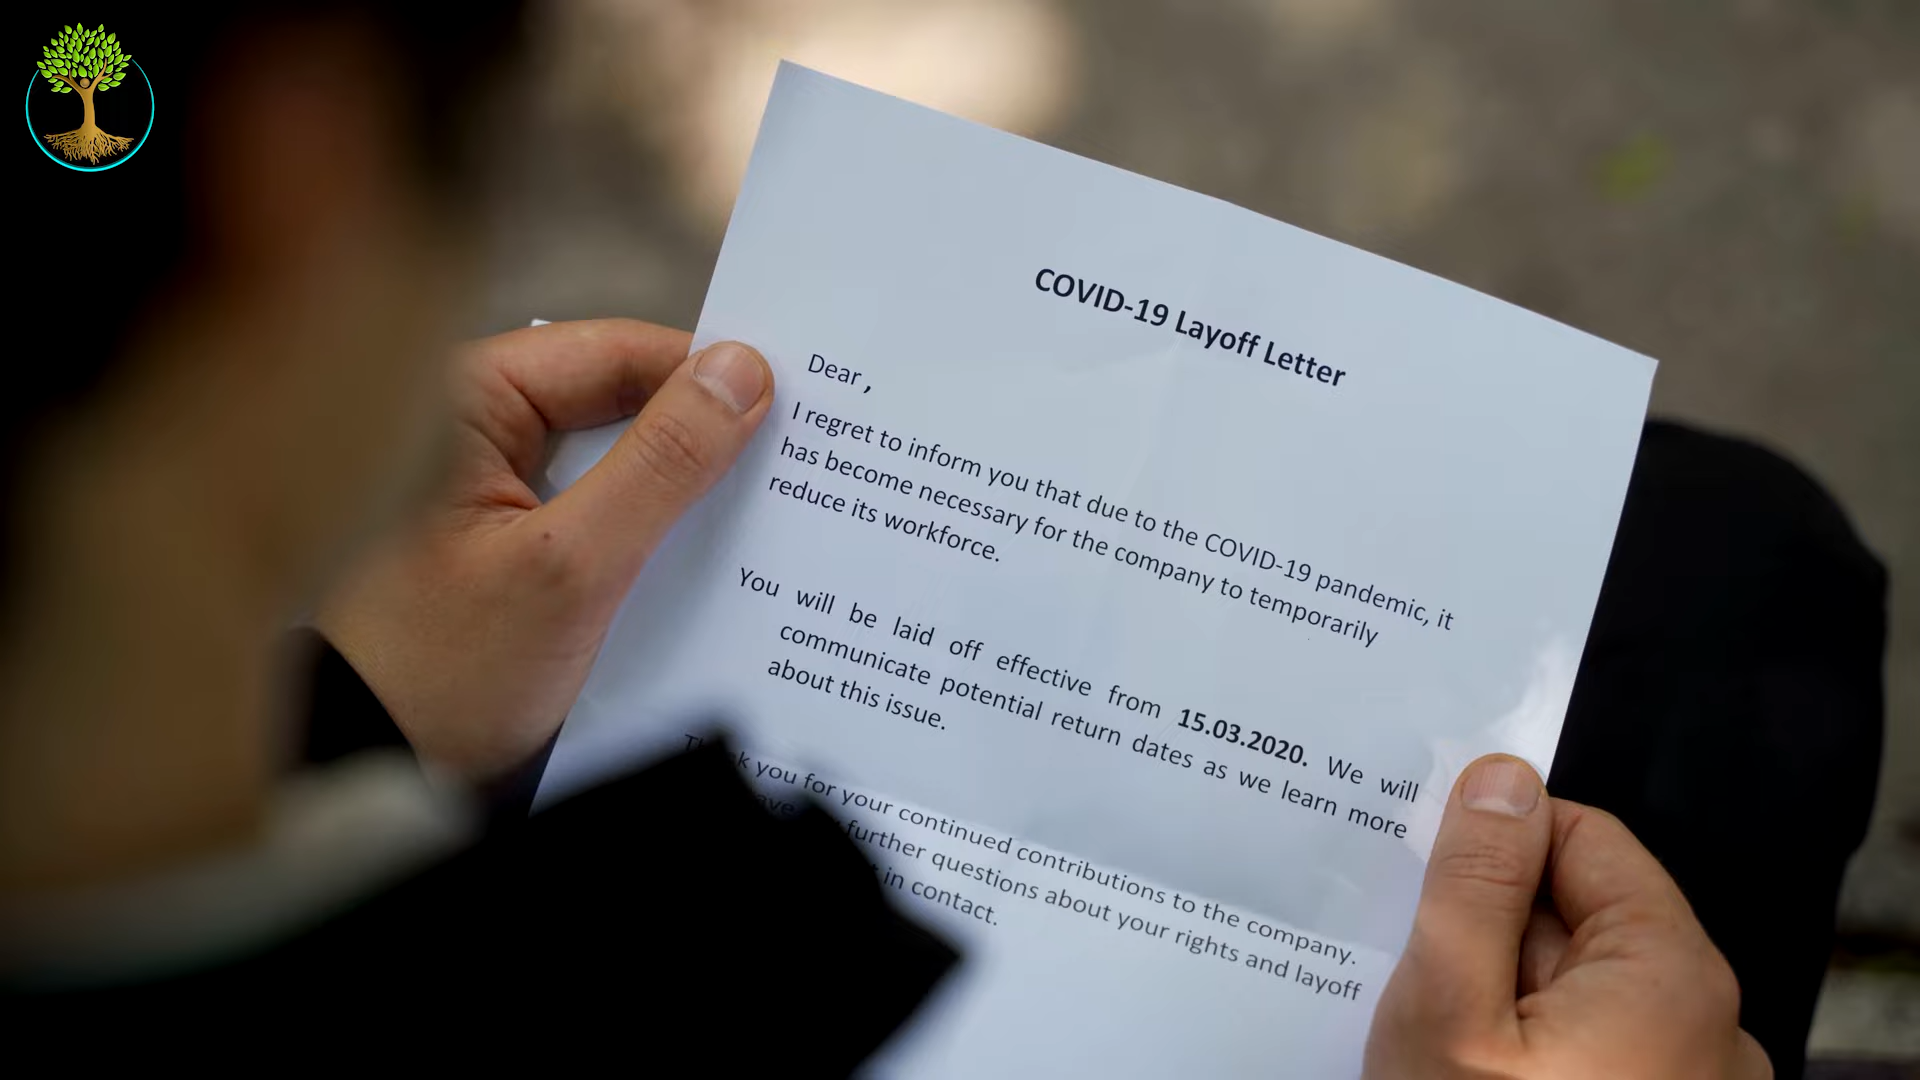 COVID-19 Layoff Letter
Dear ,
I regret to inform you that due to the COVID-19 pandemic, it
has become necessary for the company to temporarily
reduce its workforce.
You will be laid off effective from 15.03.2020. We will
communicate potential return dates as we learn more
about this issue.
you for your continued contributions to the company.
further questions about your rights and layoff
in contact.